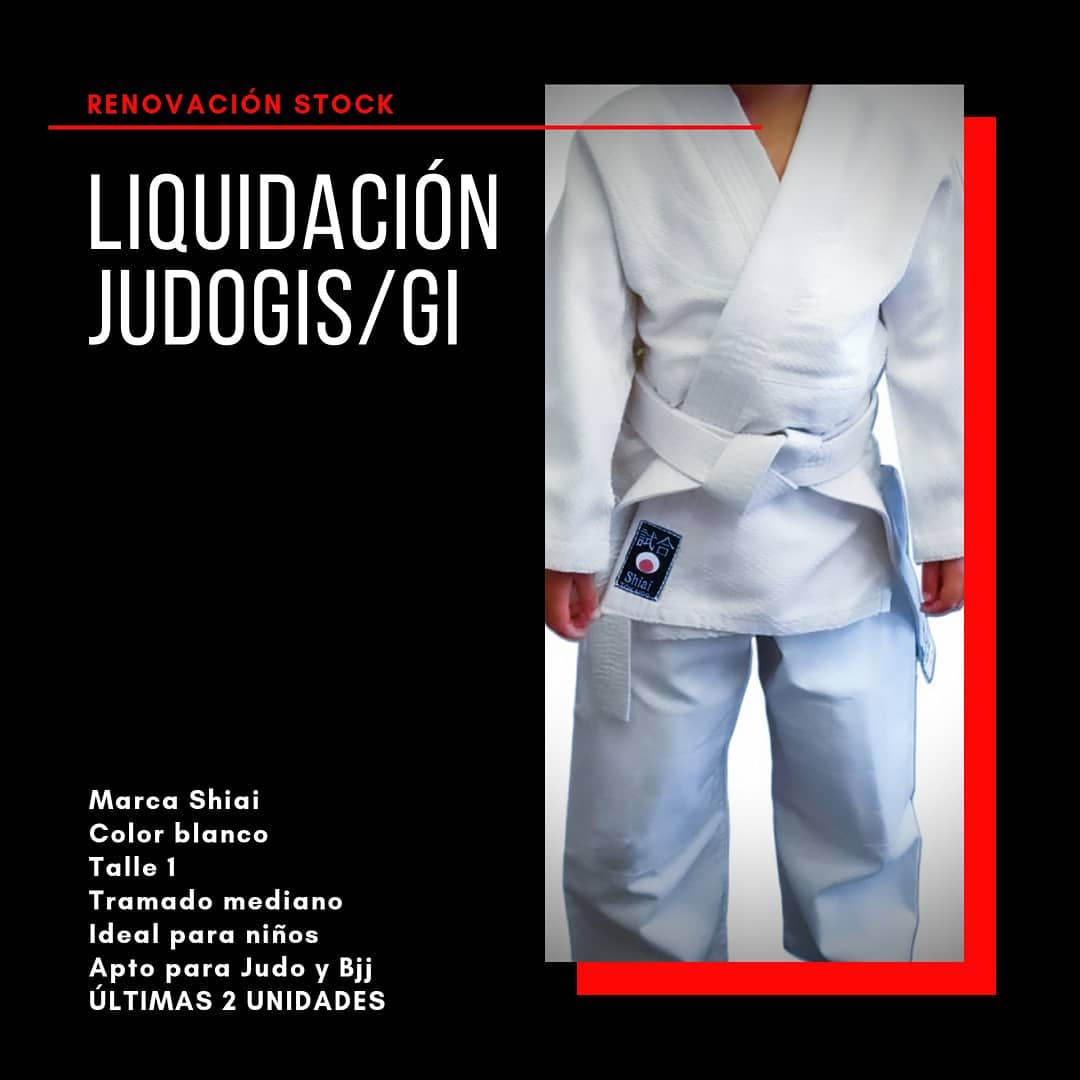 RENOVACIÓN STOCK
LIQUIDACIÓN
JUDOGIS/GI
試合
Shiai
Marca Shiai
Color blanco
Talle 1
Tramado mediano
Ideal para niños
Apto para Judo y Bjj
ÚLTIMAS 2 UNIDADES